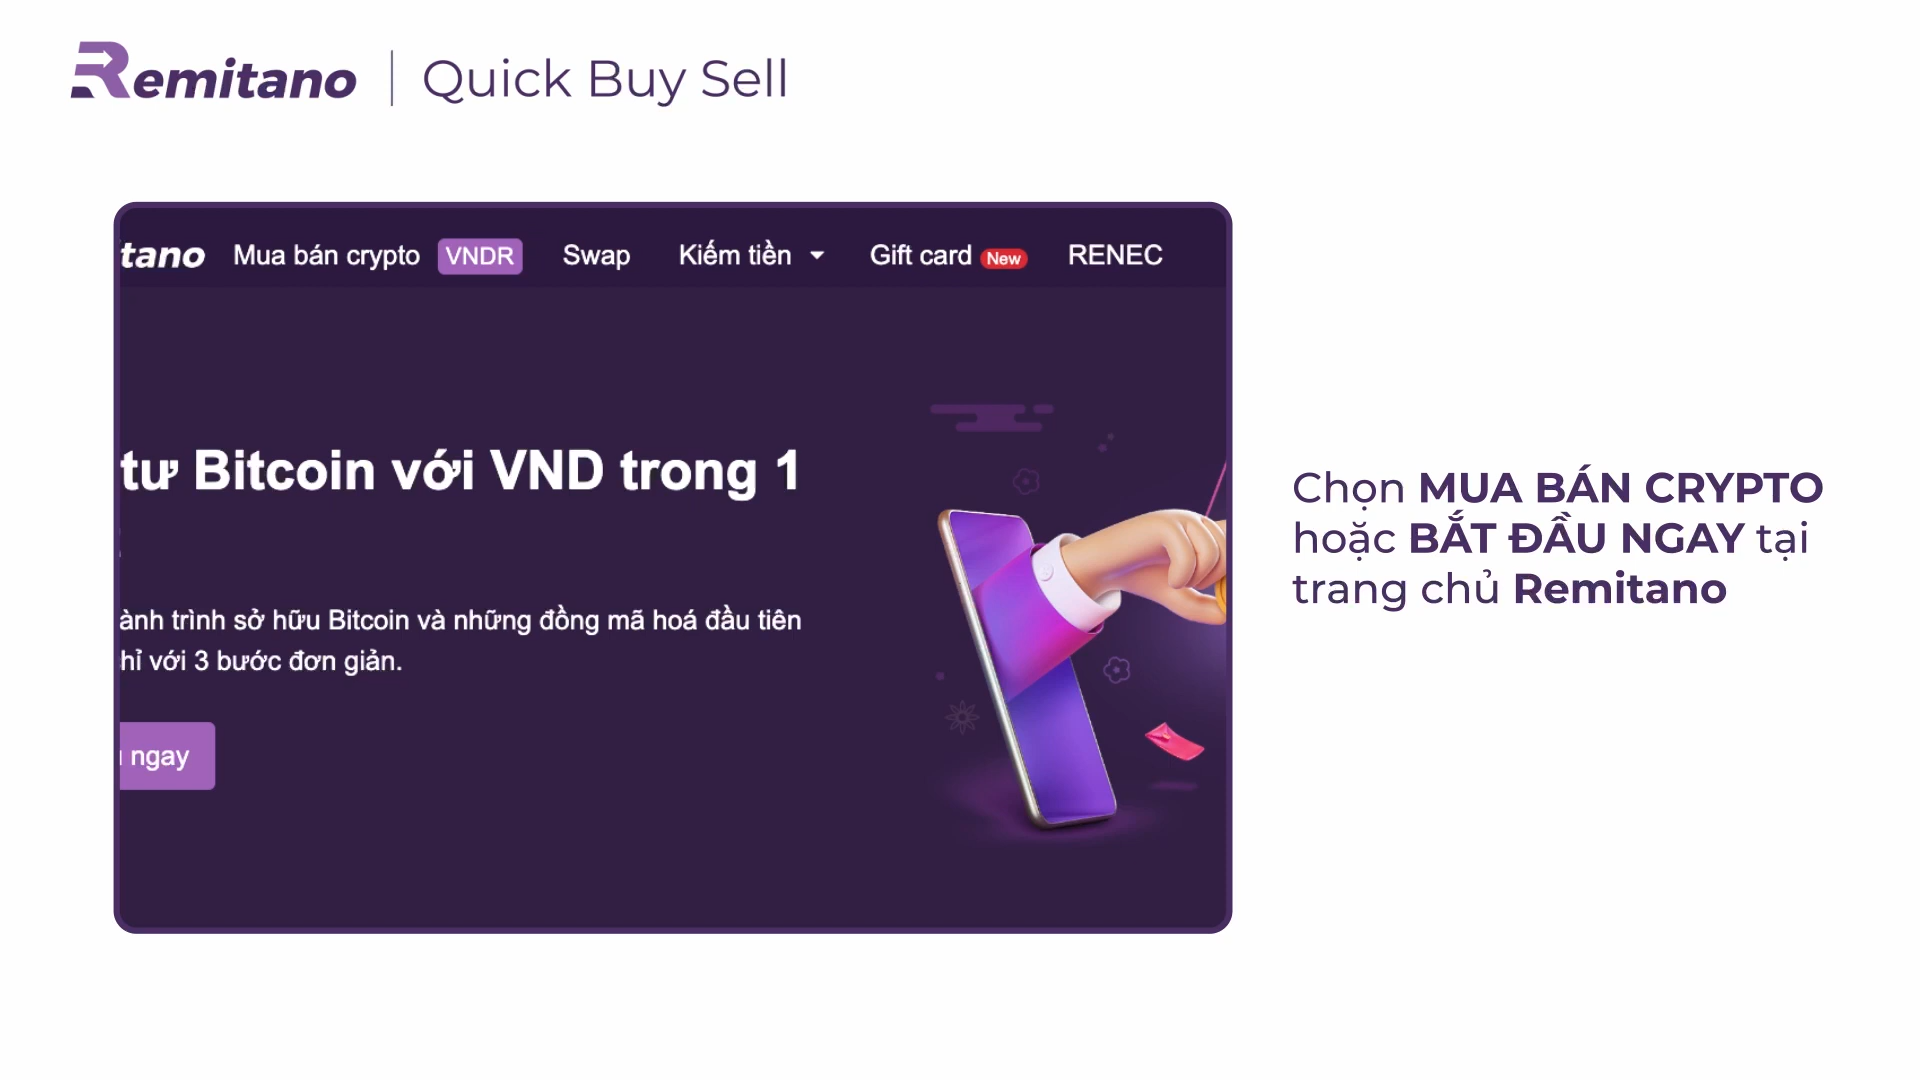 Remitano | Quick Buy Sell
tano Mua bán crypto VNDR Swap Kiếm tiền Gift card New RENEC
tư Bitcoin với VND trong 1
ành trình sở hữu Bitcoin và những đồng mã hoá đầu tiên
hỉ với 3 bước đơn giản.
ngay
Chọn MUA BÁN CRYPTO
hoặc BẮT ĐẦU NGAY tại
trang chủ Remitano